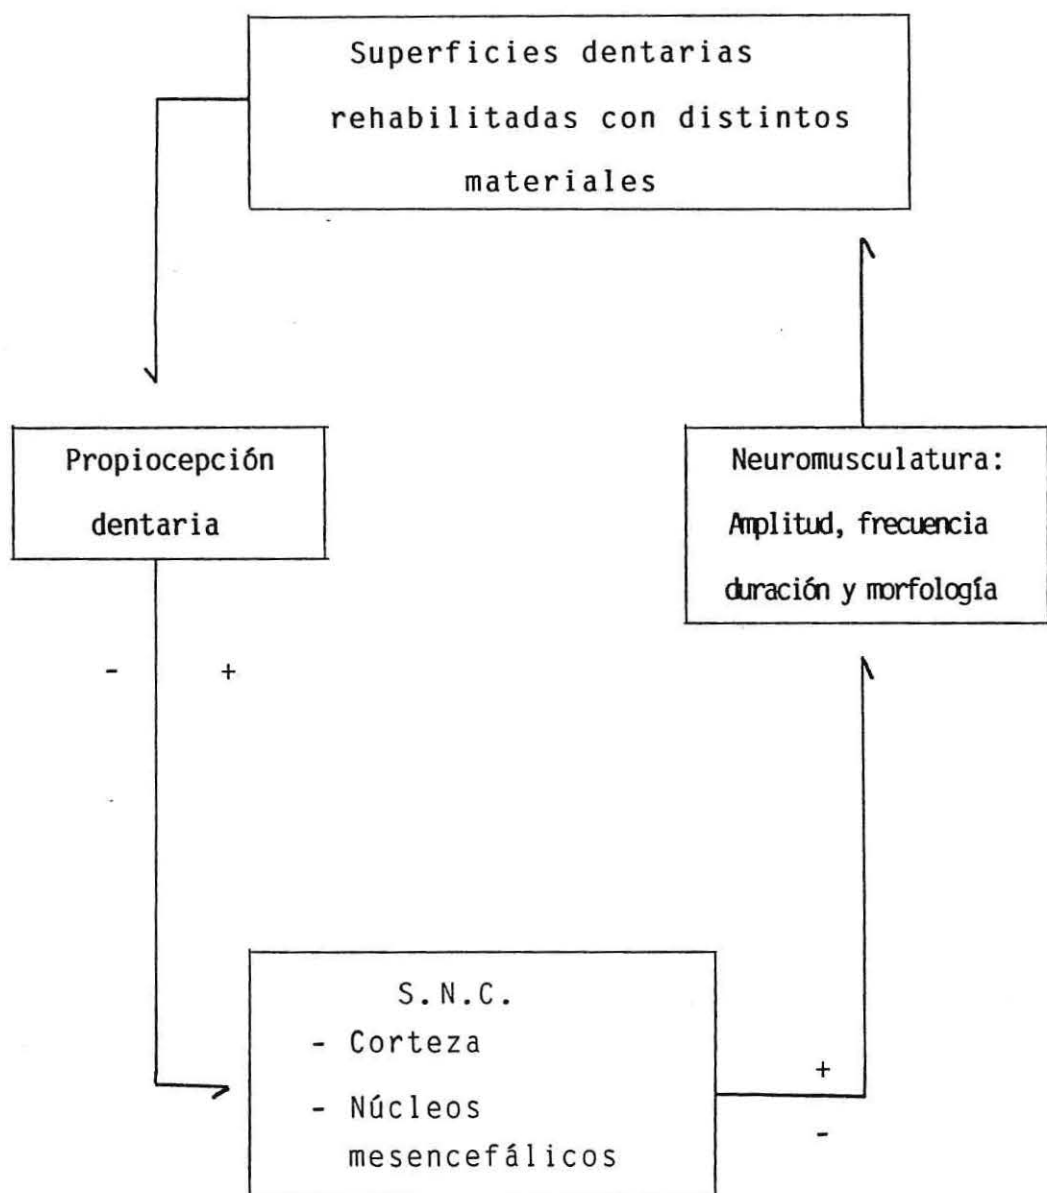 Superficies dentarias
rehabilitadas con distintos
materiales
Propiocepción
dentaria
Neuromusculatura:
Amplitud, frecuencia
duración y morfología
- +
S.N.C.
- Corteza
- Núcleos
mesencefálicos
+
-